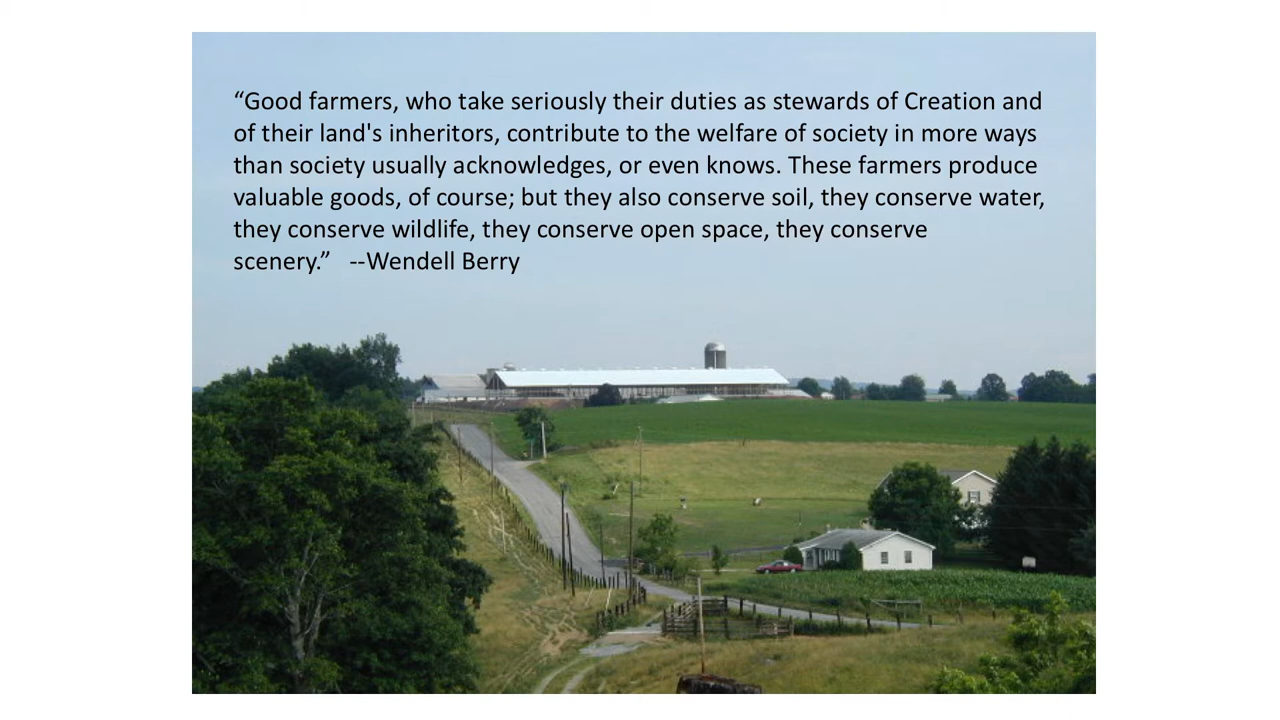 “Good farmers, who take seriously their duties as stewards of Creation and
of their land's inheritors, contribute to the welfare of society in more ways
than society usually acknowledges, or even knows. These farmers produce
valuable goods, of course; but they also conserve soil, they conserve water,
they conserve wildlife, they conserve open space, they conserve
scenery.”   --Wendell Berry